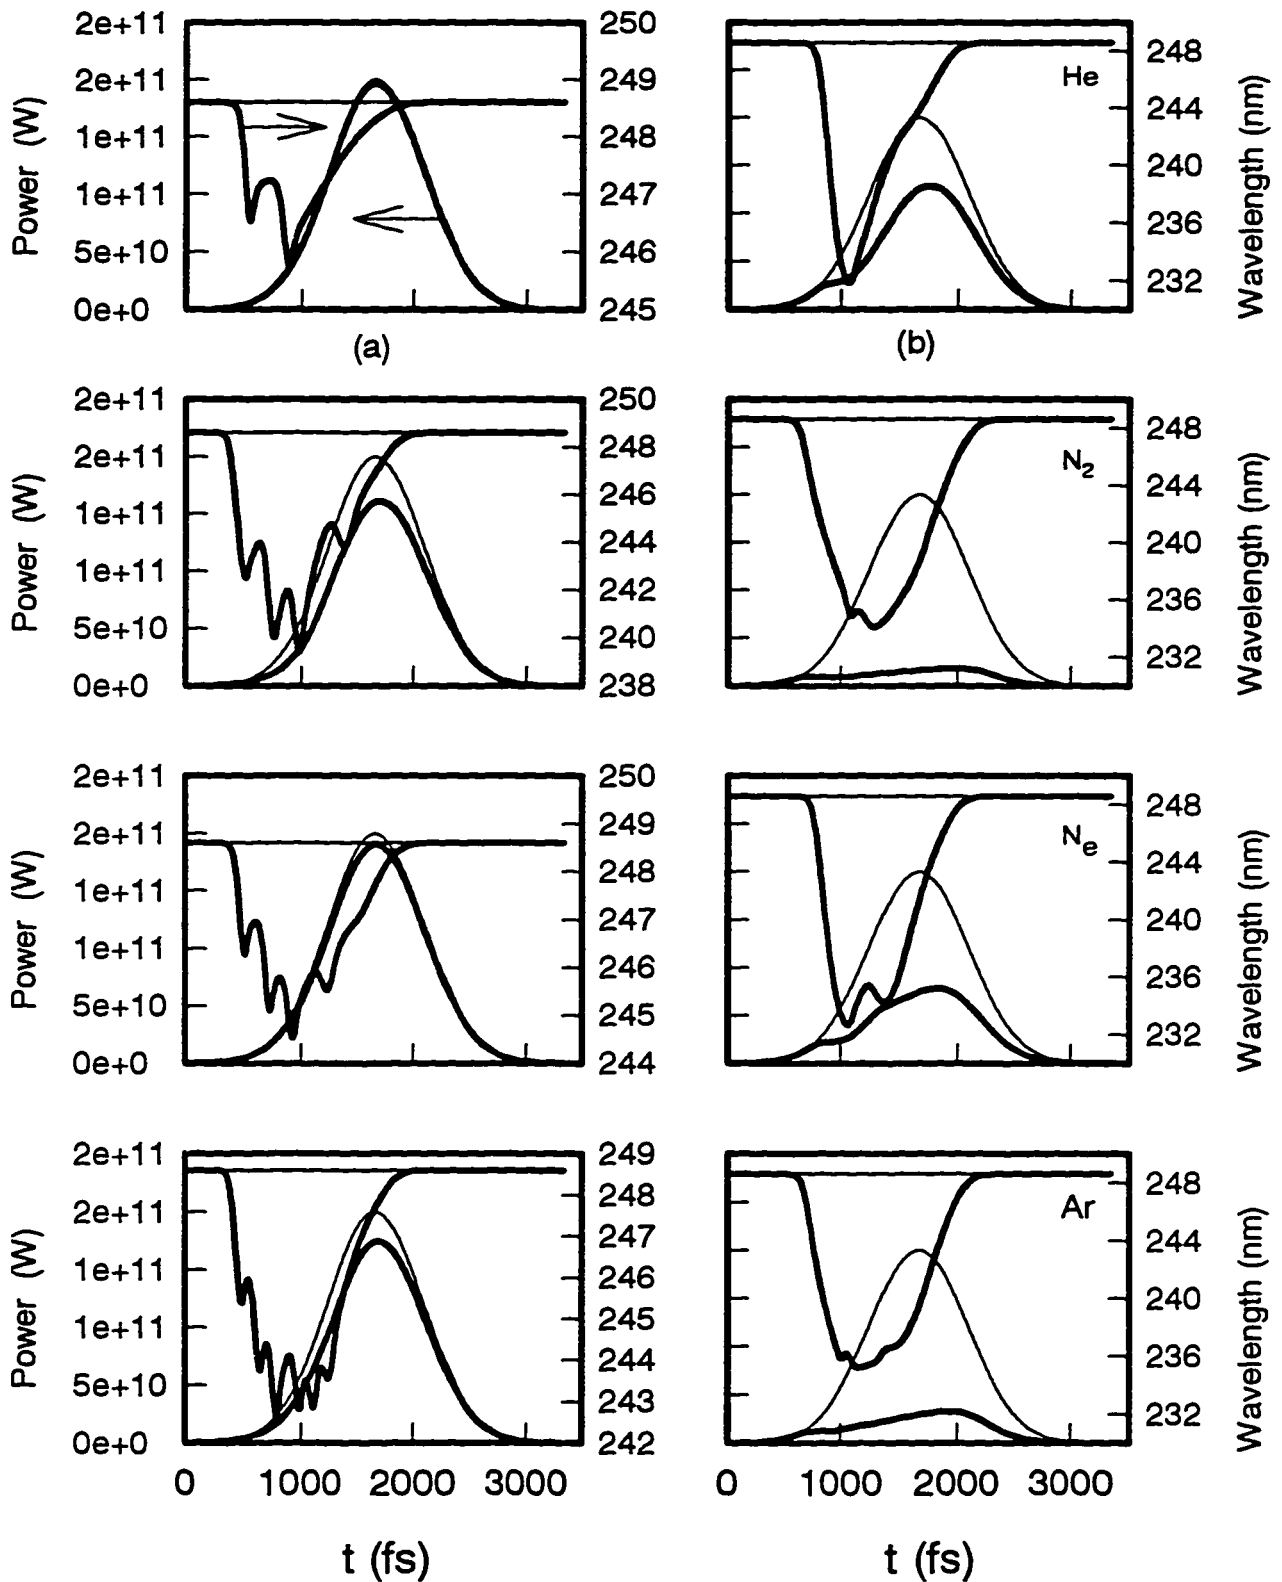 2e+11 250
2e+11 249
1e+11 248
1e+11 247
5e+10 246
0e+0 245
Power (W)
(a)
248
He
244
240
236
232
Wavelength (nm)
(b)
2e+11 250
248
2e+11
246
1e+11
244
1e+11
242
5e+10 240
0e+0 238
Power (W)
248
N2
244
240
236
232
Wavelength (nm)
2e+11 250
2e+11 249
1e+11 248
247
1e+11 246
5e+10 245
0e+0 244
Power (W)
248
Ne
244
240
236
232
Wavelength (nm)
2e+11 249
248
2e+11 247
1e+11 246
1e+11 245
244
5e+10 243
0e+0 242
Power (W)
0 1000 2000 3000
t (fs)
248
Ar
244
240
236
232
Wavelength (nm)
0 1000 2000 3000
t (fs)